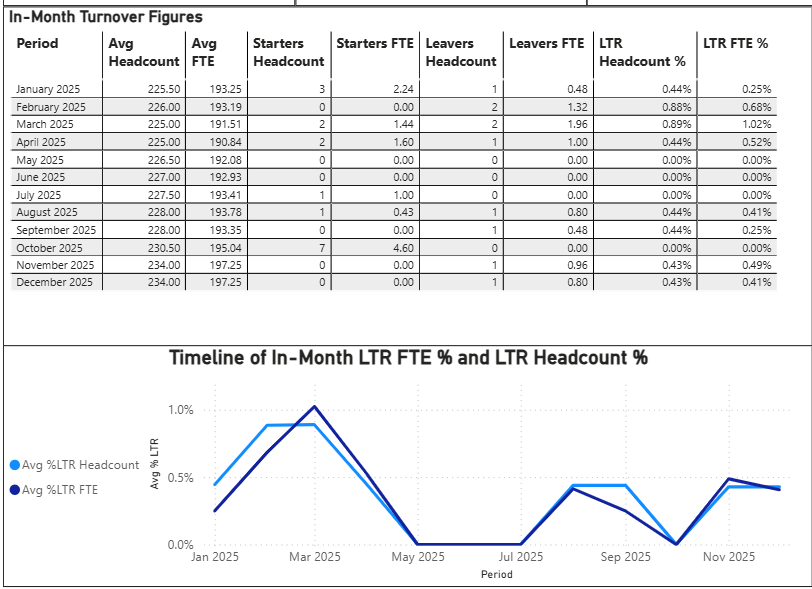 In-Month Turnover Figures
Period Avg Headcount Avg FTE Starters Headcount Starters FTE Leavers Headcount Leavers FTE LTR Headcount % LTR FTE %
January 2025 225.50 193.25 3 2.24 1 0.48 0.44% 0.25%
February 2025 226.00 193.19 0 0.00 2 1.32 0.88% 0.68%
March 2025 225.00 191.51 2 1.44 2 1.96 0.89% 1.02%
April 2025 225.00 190.84 2 1.60 1 1.00 0.44% 0.52%
May 2025 226.50 192.08 0 0.00 0 0.00 0.00% 0.00%
June 2025 227.00 192.93 0 0.00 0 0.00 0.00% 0.00%
July 2025 227.50 193.41 1 1.00 0 0.00 0.00% 0.00%
August 2025 228.00 193.78 1 0.43 1 0.80 0.44% 0.41%
September 2025 228.00 193.35 0 0.00 1 0.48 0.44% 0.25%
October 2025 230.50 195.04 7 4.60 0 0.00 0.00% 0.00%
November 2025 234.00 197.25 0 0.00 1 0.96 0.43% 0.49%
December 2025 234.00 197.25 0 0.00 1 0.80 0.43% 0.41%
Timeline of In-Month LTR FTE % and LTR Headcount %
Avg %LTR Headcount
Avg %LTR FTE
Avg % LTR
1.0%
0.5%
0.0%
Jan 2025 Mar 2025 May 2025 Jul 2025 Sep 2025 Nov 2025
Period